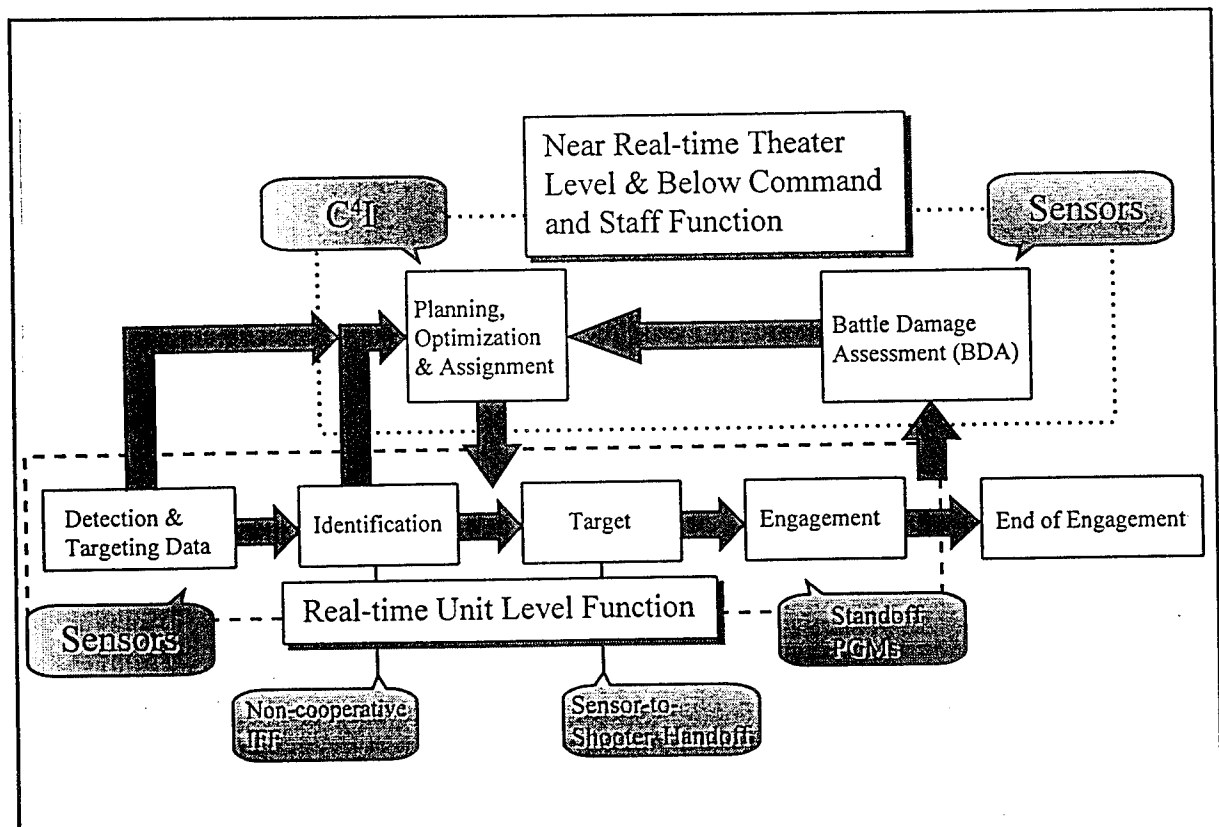 Near Real-time Theater
Level & Below Command
and Staff Function
C⁴I
Sensors
Planning,
Optimization
& Assignment
Battle Damage
Assessment (BDA)
Detection &
Targeting Data
Identification
Target
Engagement
End of Engagement
Real-time Unit Level Function
Sensors
Standoff
PGMs
Non-cooperative
IFF
Sensor-to-
Shooter-Handoff